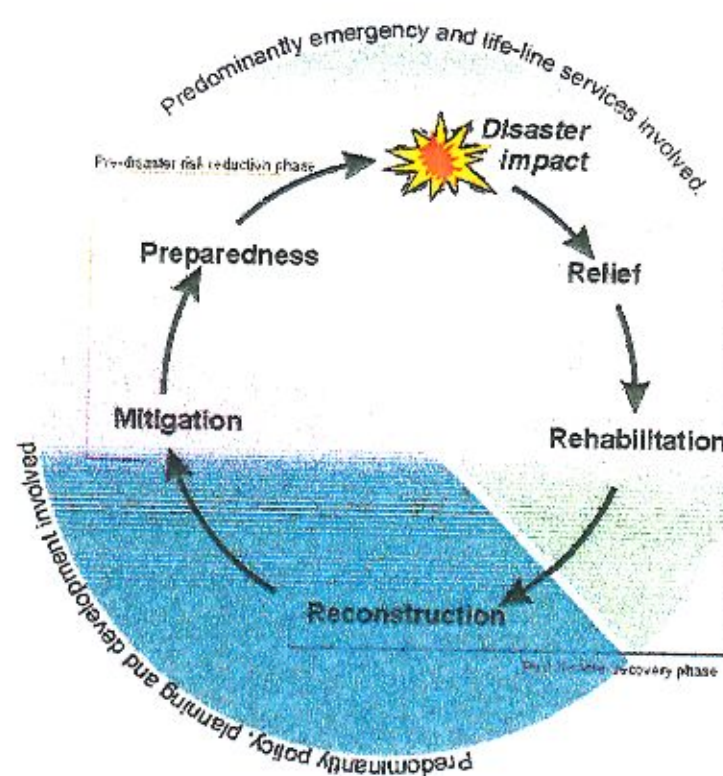 Predominantly emergency and life-line services involved.
Disaster
impact
Pre-disaster risk reduction phase
Preparedness
Relief
Mitigation
Rehabilitation
Reconstruction
recovery phase
Predominantly policy, planning and development involved